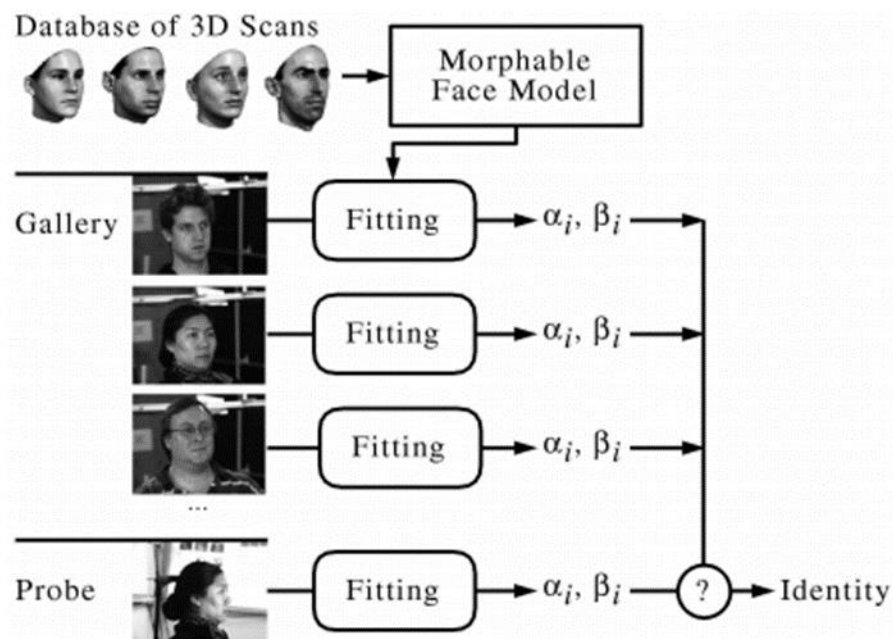 Database of 3D Scans
Morphable
Face Model
Gallery
Fitting
αi, βi
Fitting
αi, βi
Fitting
αi, βi
...
Probe
Fitting
αi, βi
?
Identity